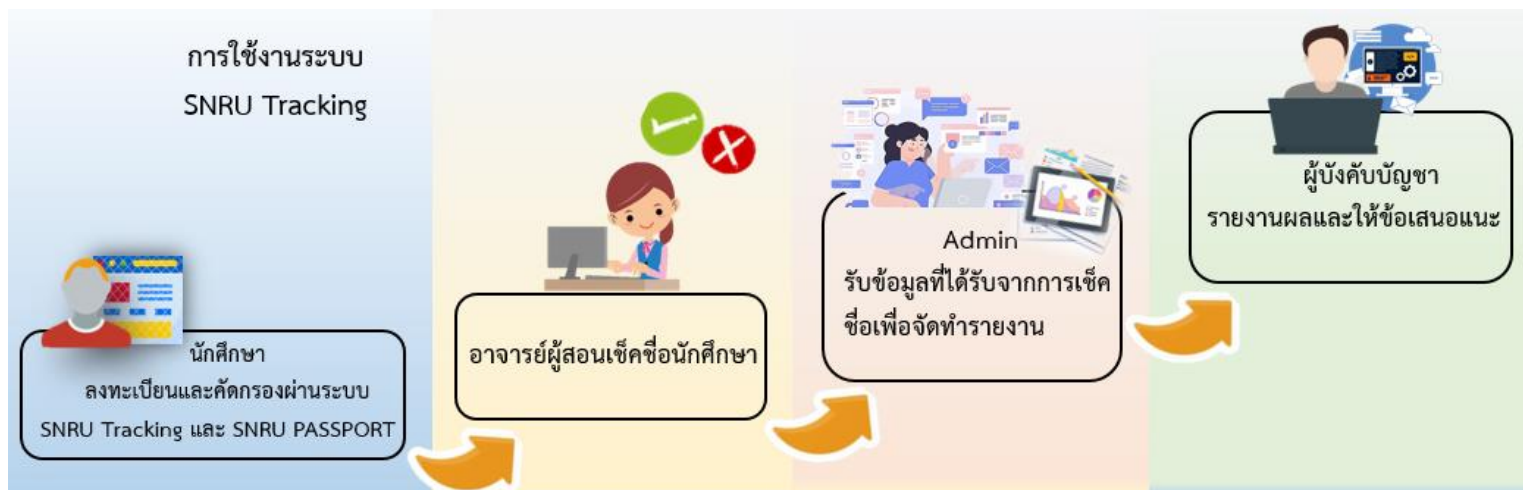 การใช้งานระบบ
SNRU Tracking
นักศึกษา
ลงทะเบียนและคัดกรองผ่านระบบ
SNRU Tracking และ SNRU PASSPORT
อาจารย์ผู้สอนเช็คชื่อนักศึกษา
Admin
รับข้อมูลที่ได้รับจากการเช็ค
ชื่อเพื่อจัดทำรายงาน
ผู้บังคับบัญชา
รายงานผลและให้ข้อเสนอแนะ